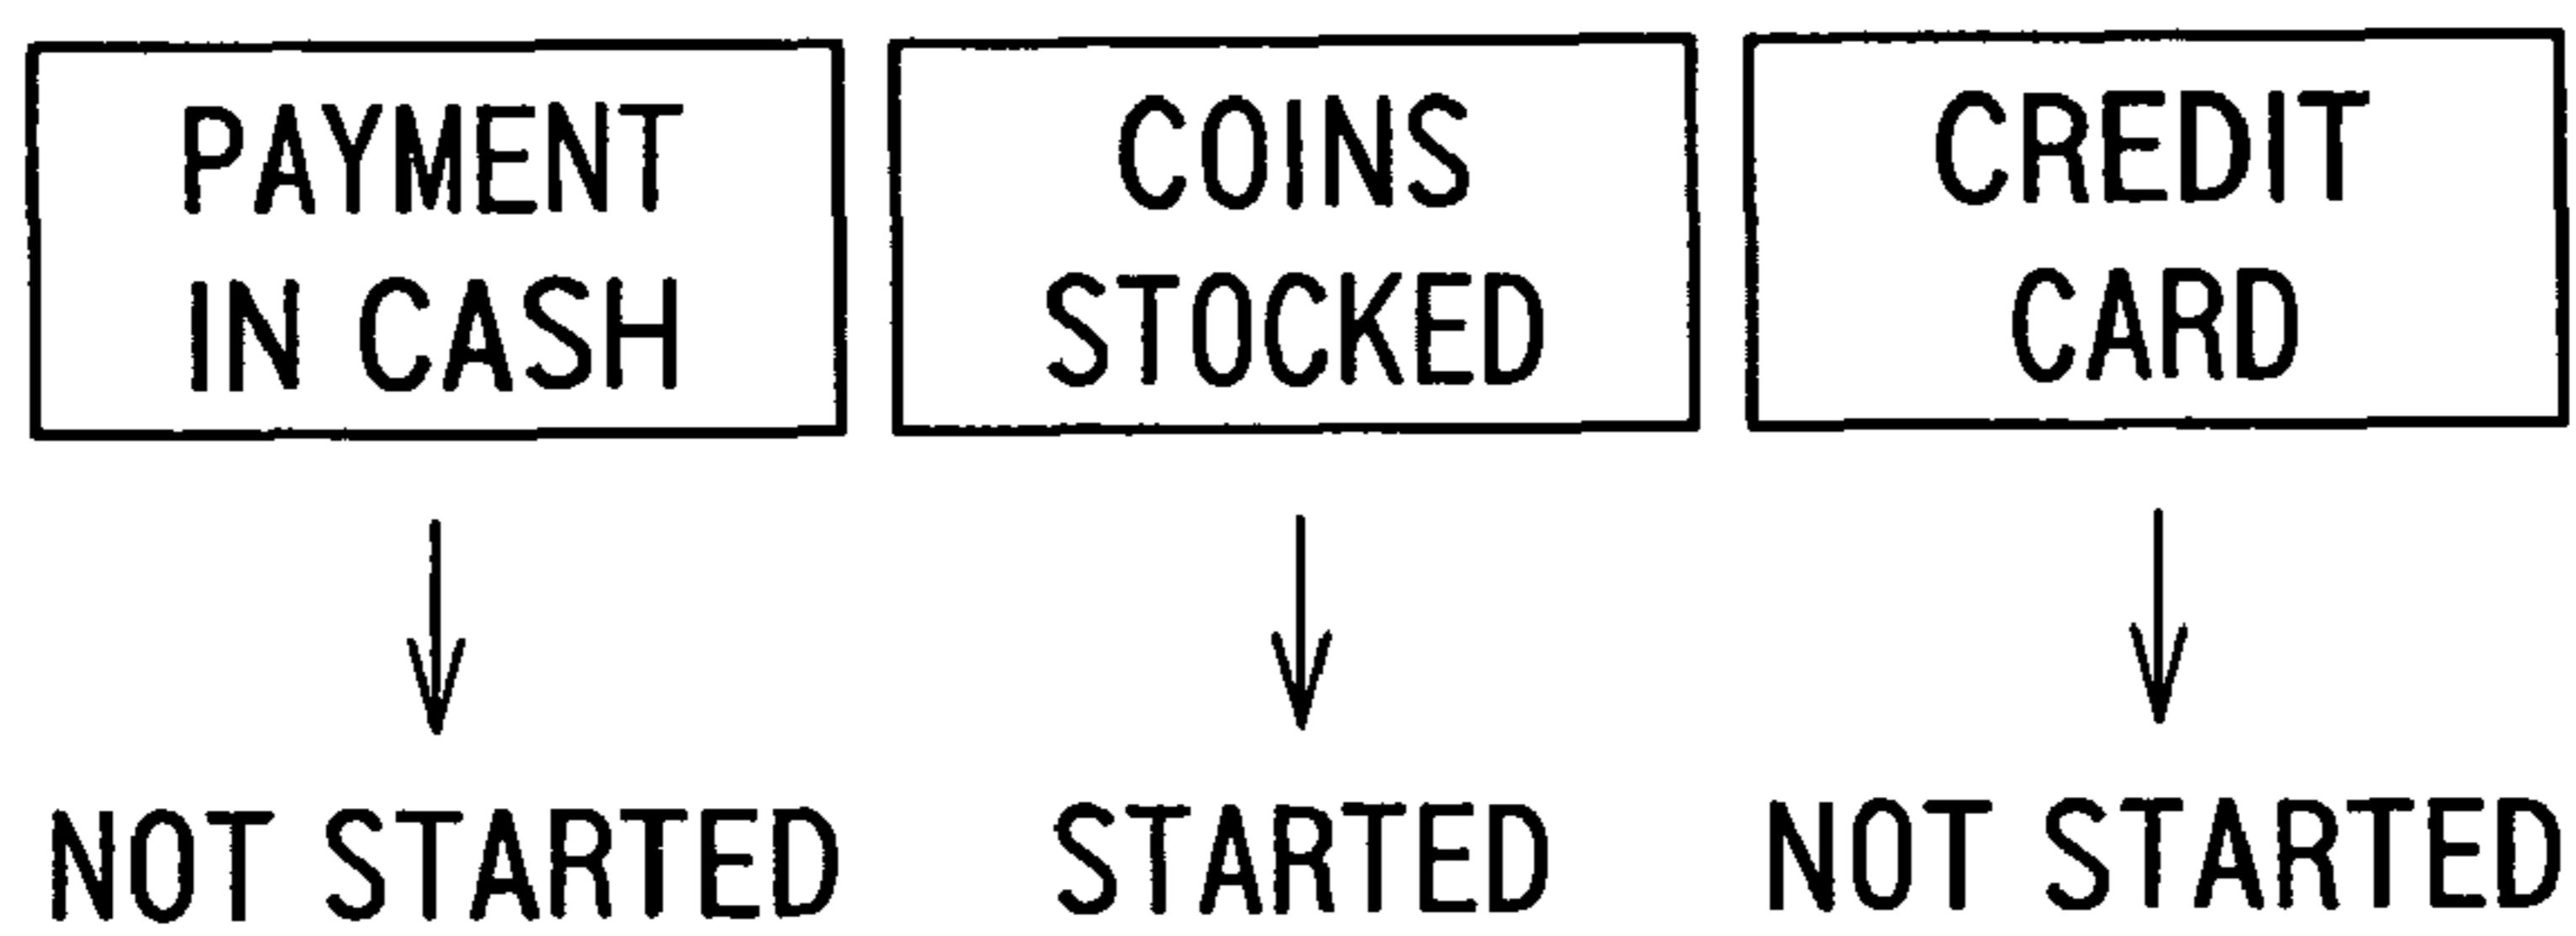 PAYMENT
IN CASH
COINS
STOCKED
CREDIT
CARD
NOT STARTED
STARTED
NOT STARTED